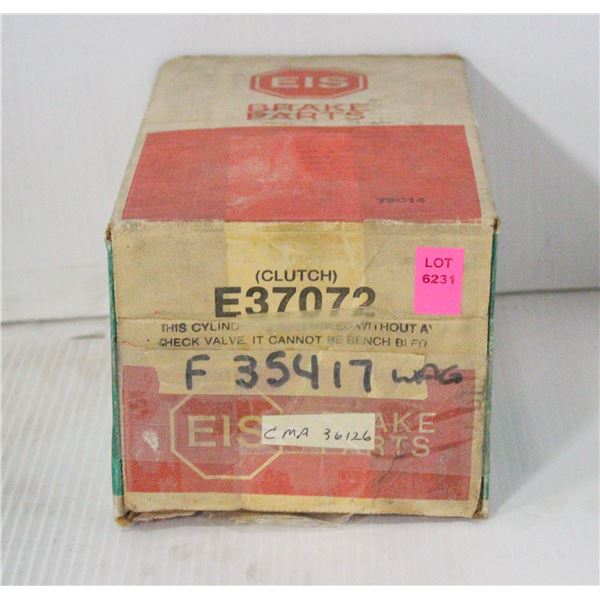 EIS
BRAKE
PARTS
79C14
LOT
6231
(CLUTCH)
E37072
THIS CYLIND WITHOUT A
CHECK VALVE. IT CANNOT BE BENCH BLED
F 35417 WAG
EIS
CMA 36126
BRAKE
PARTS